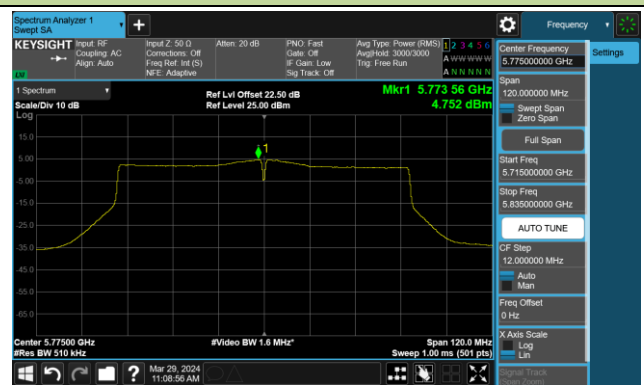 Spectrum Analyzer 1
Swept SA
+
Frequency
KEYSIGHT
Input: RF
Coupling: AC
Align: Auto
Input Z: 50 Ω
Corrections: Off
Freq Ref: Int (S)
NFE: Adaptive
Atten: 20 dB
PNO: Fast
Gate: Off
IF Gain: Low
Sig Track: Off
Avg Type: Power (RMS)
Avg|Hold: 3000/3000
Trig: Free Run
1 2 3 4 5 6
A W W W W W
A N N N N N
LW
1 Spectrum
Scale/Div 10 dB
Log
Ref Lvl Offset 22.50 dB
Ref Level 25.00 dBm
Mkr1 5.773 56 GHz
4.752 dBm
1
15.0
5.00
-5.00
-15.0
-25.0
-35.0
-45.0
-55.0
-65.0
Center 5.77500 GHz
#Res BW 510 kHz
#Video BW 1.6 MHz*
Span 120.0 MHz
Sweep 1.00 ms (501 pts)
Center Frequency
5.775000000 GHz
Settings
Span
120.000000 MHz
Swept Span
Zero Span
Full Span
Start Freq
5.715000000 GHz
Stop Freq
5.835000000 GHz
AUTO TUNE
CF Step
12.000000 MHz
Auto
Man
Freq Offset
0 Hz
X Axis Scale
Log
Lin
Signal Track
(Span Zoom)
?
Mar 29, 2024
11:08:56 AM